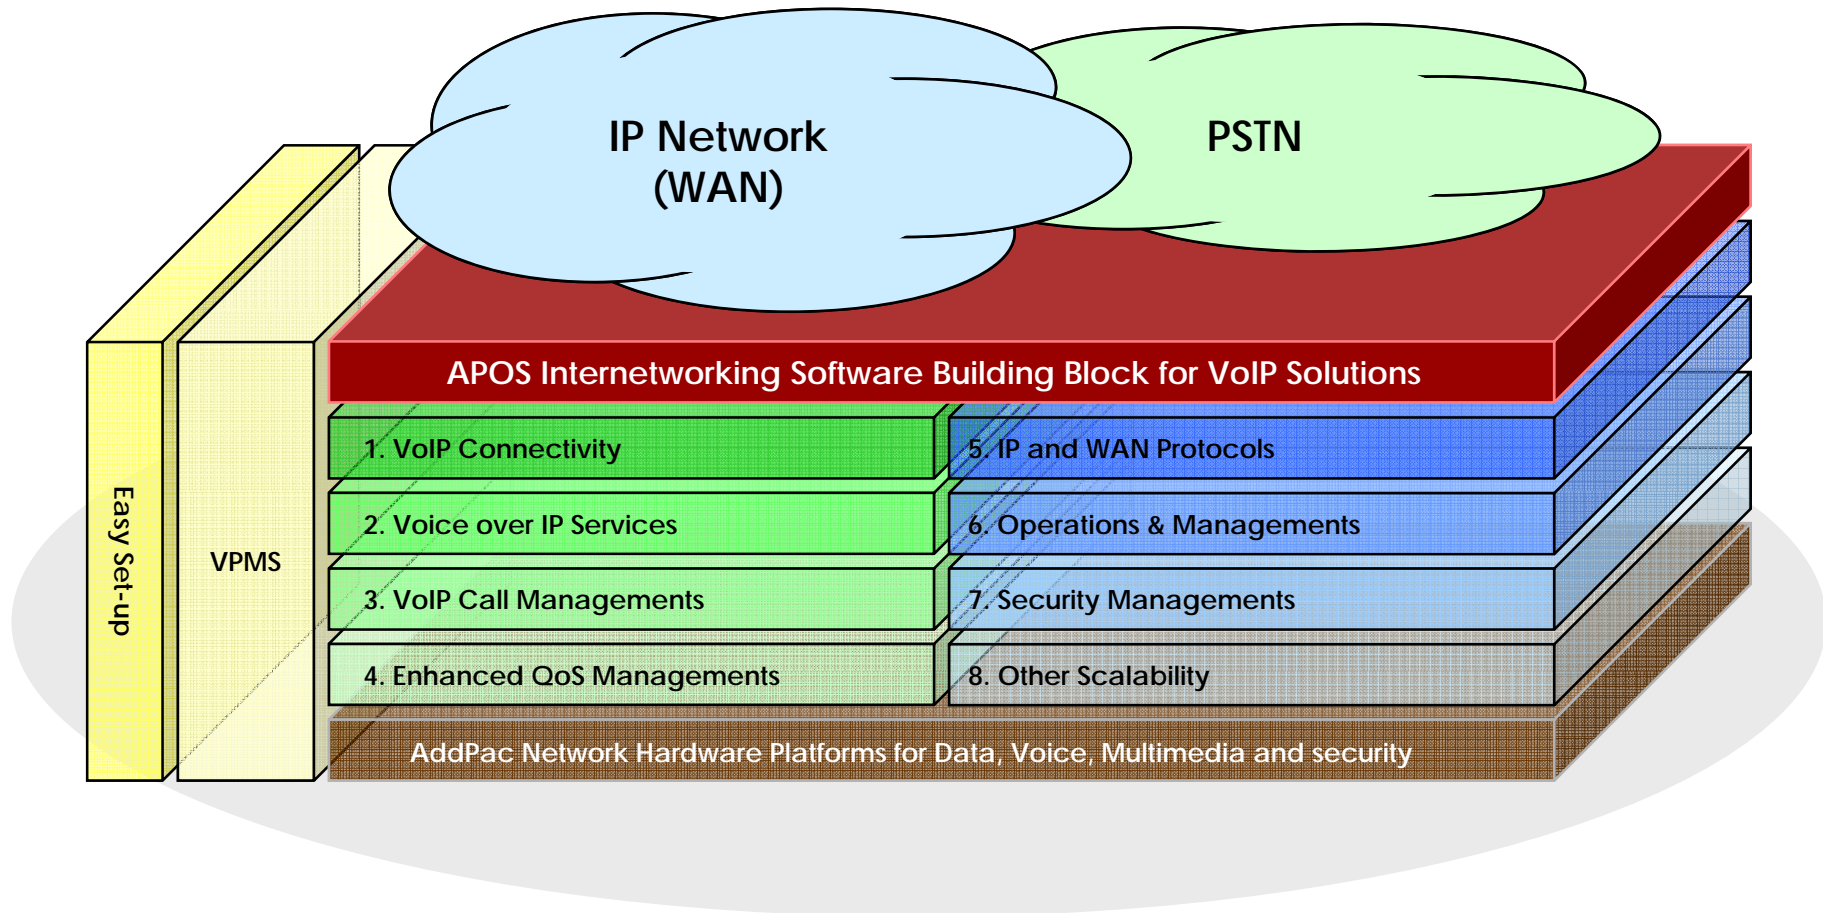 IP Network
(WAN)
PSTN
APOS Internetworking Software Building Block for VoIP Solutions
1. VoIP Connectivity
5. IP and WAN Protocols
2. Voice over IP Services
6. Operations & Managements
3. VoIP Call Managements
7. Security Managements
4. Enhanced QoS Managements
8. Other Scalability
AddPac Network Hardware Platforms for Data, Voice, Multimedia and security
Easy Set-up
VPMS